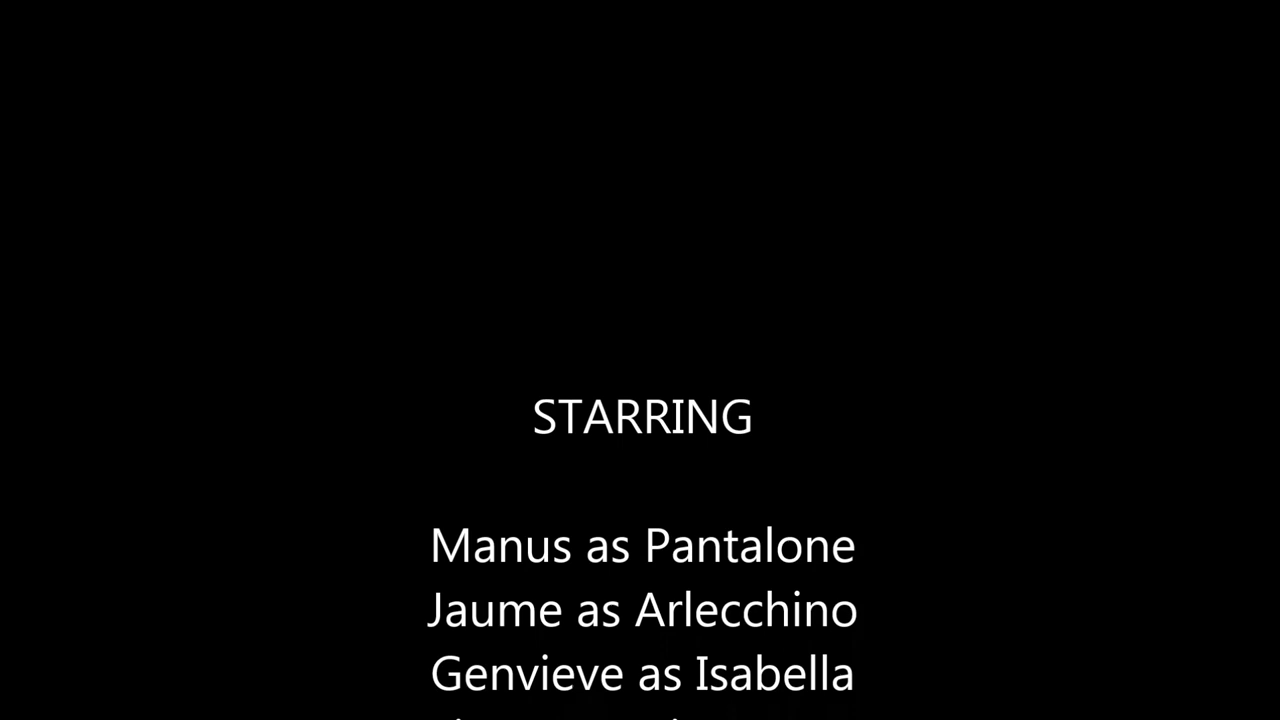 STARRING
Manus as Pantalone
Jaume as Arlecchino
Genvieve as Isabella